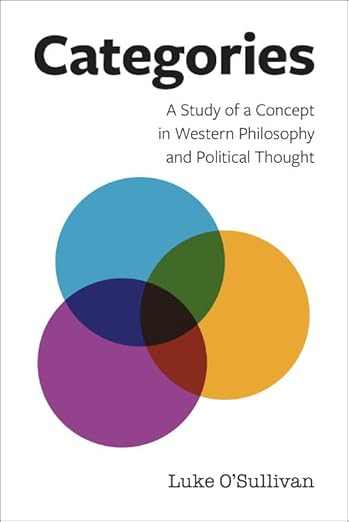 Categories
A Study of a Concept
in Western Philosophy
and Political Thought
Luke O'Sullivan